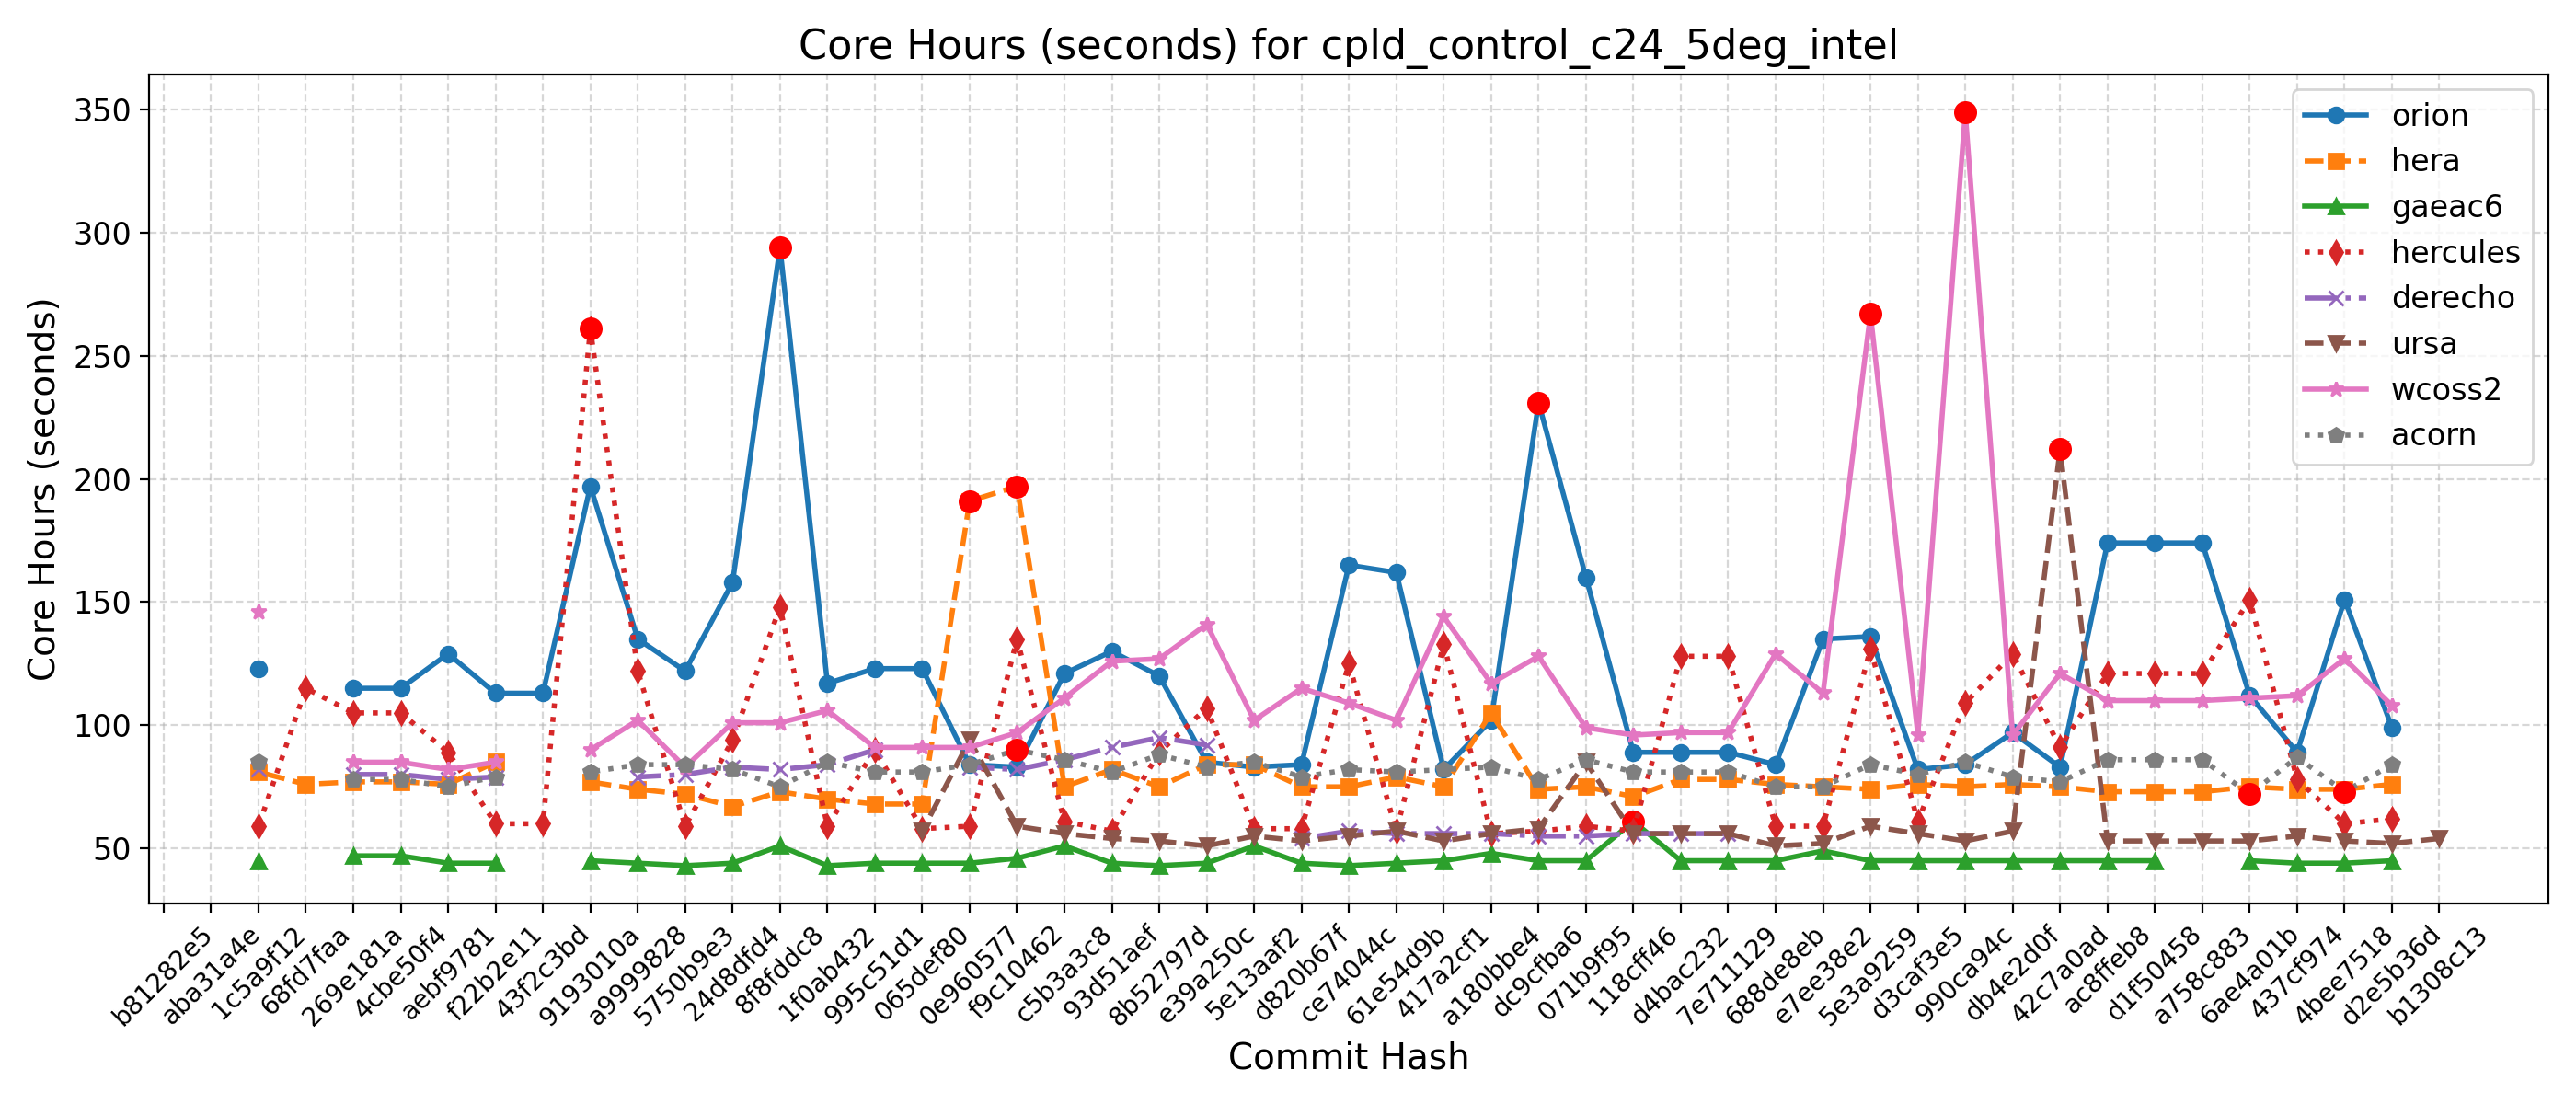 Core Hours (seconds) for cpld_control_c24_5deg_intel
Core Hours (seconds)
350
300
250
200
150
100
50
orion
hera
gaeac6
hercules
derecho
ursa
wcoss2
acorn
b81282e5
aba31a4e
1c5a9f12
68fd7faa
269e181a
4cbe50f4
aebf9781
f22b2e11
43f2c3bd
9193010a
a9999828
5750b9e3
24d8dfd4
8f8fddc8
1f0ab432
995c51d1
065def80
0e960577
f9c10462
c5b3a3c8
93d51aef
8b52797d
e39a250c
5e13aaf2
d820b67f
ce74044c
61e54d9b
417a2cf1
a180bbe4
dc9cfba6
071b9f95
118cff46
d4bac232
7e711129
688de8eb
e7ee38e2
5e3a9259
d3caf3e5
990ca94c
db4e2d0f
42c7a0ad
ac8ffeb8
d1f50458
a758c883
6ae4a01b
437cf974
4bee7518
d2e5b36d
b1308c13
Commit Hash